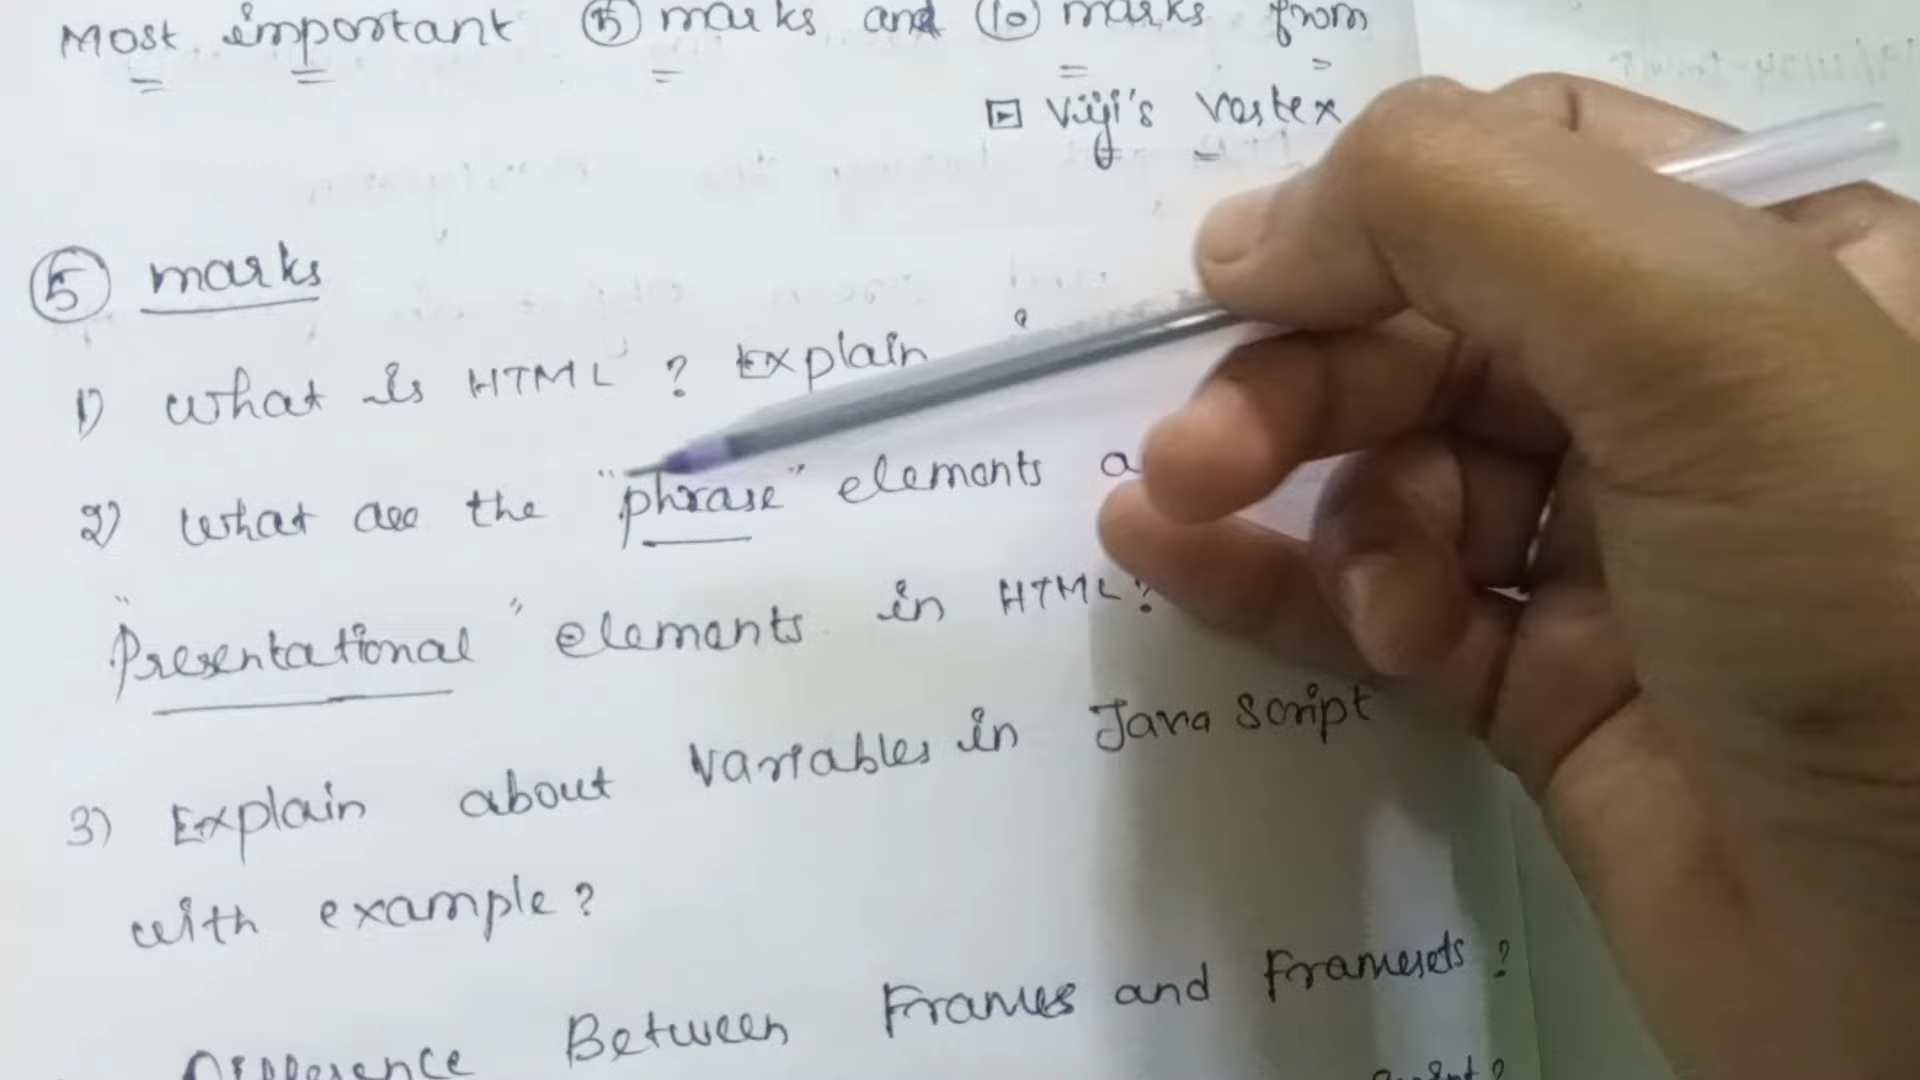 Most important 5 marks and 10 marks from
Viji's Vertex
5 marks
1) What is HTML ? Explain ?
2) What are the "phrase" elements a
"Presentational" elements in HTML?
3) Explain about Variables in Java Script
with example?
Difference Between Frames and Framesets ?